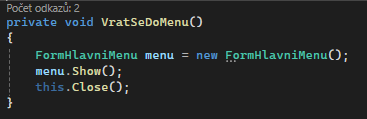 Počet odkazů: 2
private void VratSeDoMenu()
{
FormHlavniMenu menu = new FormHlavniMenu();
menu.Show();
this.Close();
}